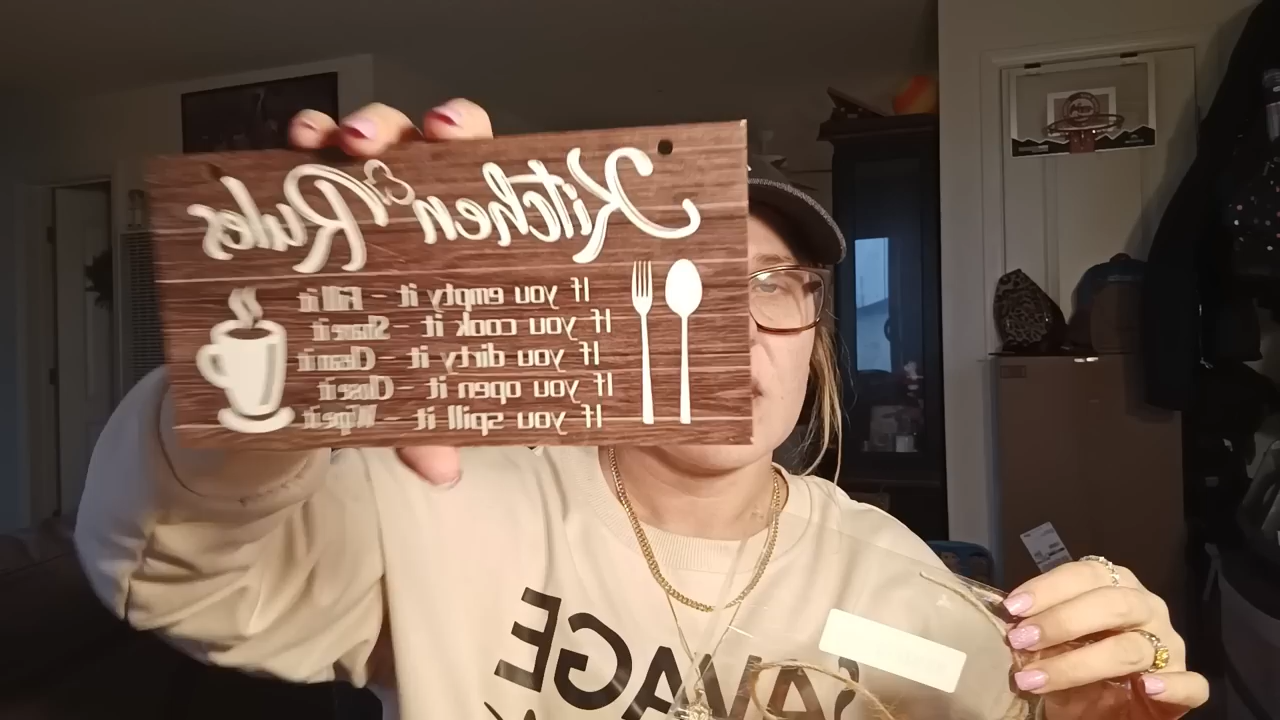 Kitchen Rules
If you empty it - Fill it
If you cook it - Share it
If you dirty it - Clean it
If you open it - Close it
If you spill it - Wipe it
SAVAGE